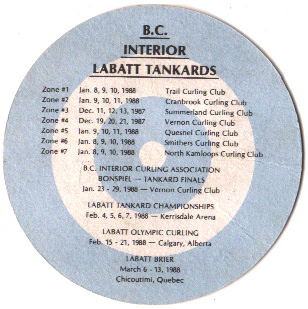 B.C.
INTERIOR
LABATT TANKARDS
Zone #1 Jan. 8, 9, 10, 1988 Trail Curling Club
Zone #2 Jan. 9, 10, 11, 1988 Cranbrook Curling Club
Zone #3 Dec. 11, 12, 13, 1987 Summerland Curling Club
Zone #4 Dec. 19, 20, 21, 1987 Vernon Curling Club
Zone #5 Jan. 9, 10, 11, 1988 Quesnel Curling Club
Zone #6 Jan. 8, 9, 10, 1988 Smithers Curling Club
Zone #7 Jan. 8, 9, 10, 1988 North Kamloops Curling Club
B.C. INTERIOR CURLING ASSOCIATION
BONSPIEL — TANKARD FINALS
Jan. 23 - 29, 1988 — Vernon Curling Club
LABATT TANKARD CHAMPIONSHIPS
Feb. 4, 5, 6, 7, 1988 — Kerrisdale Arena
LABATT OLYMPIC CURLING
Feb. 15 - 21, 1988 — Calgary, Alberta
LABATT BRIER
March 6 - 13, 1988
Chicoutimi, Quebec